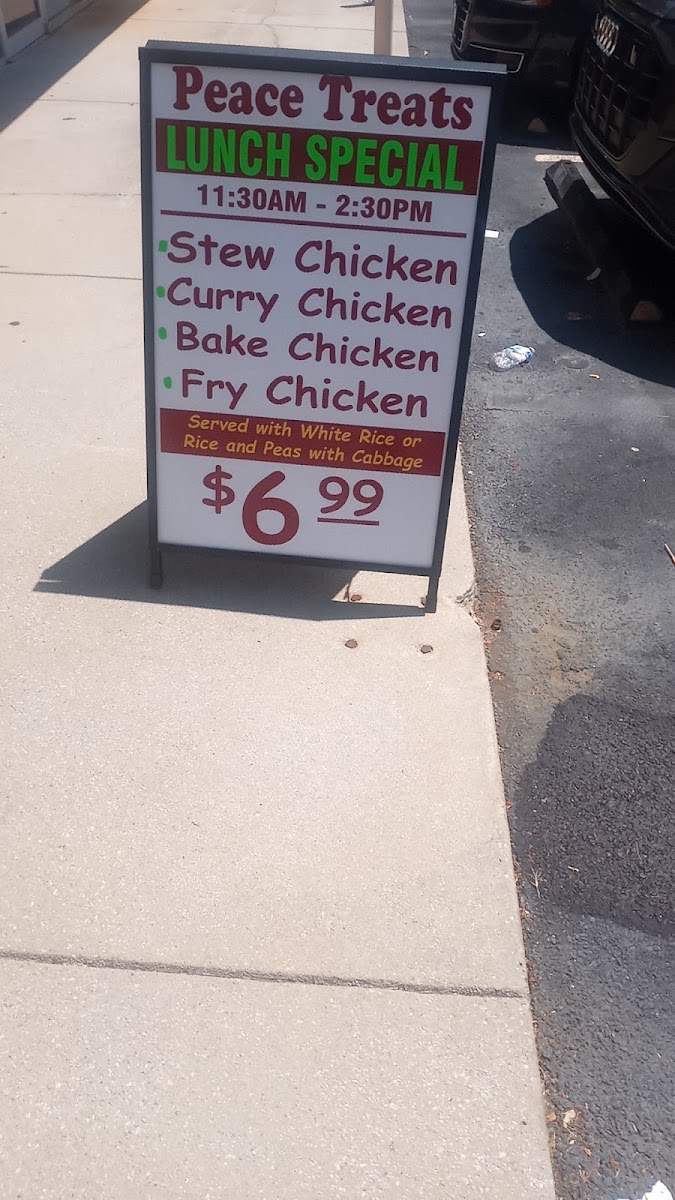 Peace Treats
LUNCH SPECIAL
11:30AM - 2:30PM
Stew Chicken
Curry Chicken
Bake Chicken
Fry Chicken
Served with White Rice or
Rice and Peas with Cabbage
$6 99